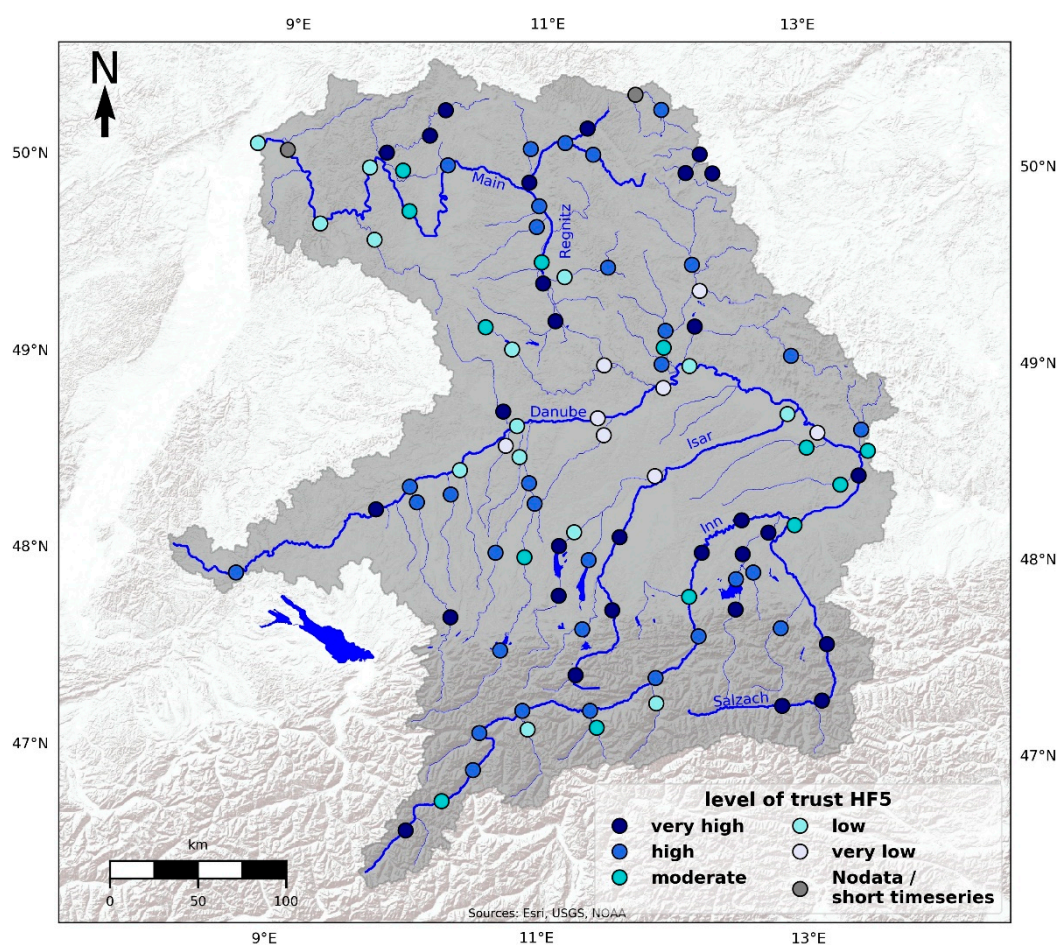 9°E 11°E 13°E
N
50°N 50°N
Main
Regnitz
49°N 49°N
Danube
Isar
Inn
48°N 48°N
Salzach
47°N 47°N
level of trust HF5
very high low
high very low
moderate Nodata /
short timeseries
km
0 50 100
Sources: Esri, USGS, NOAA
9°E 11°E 13°E